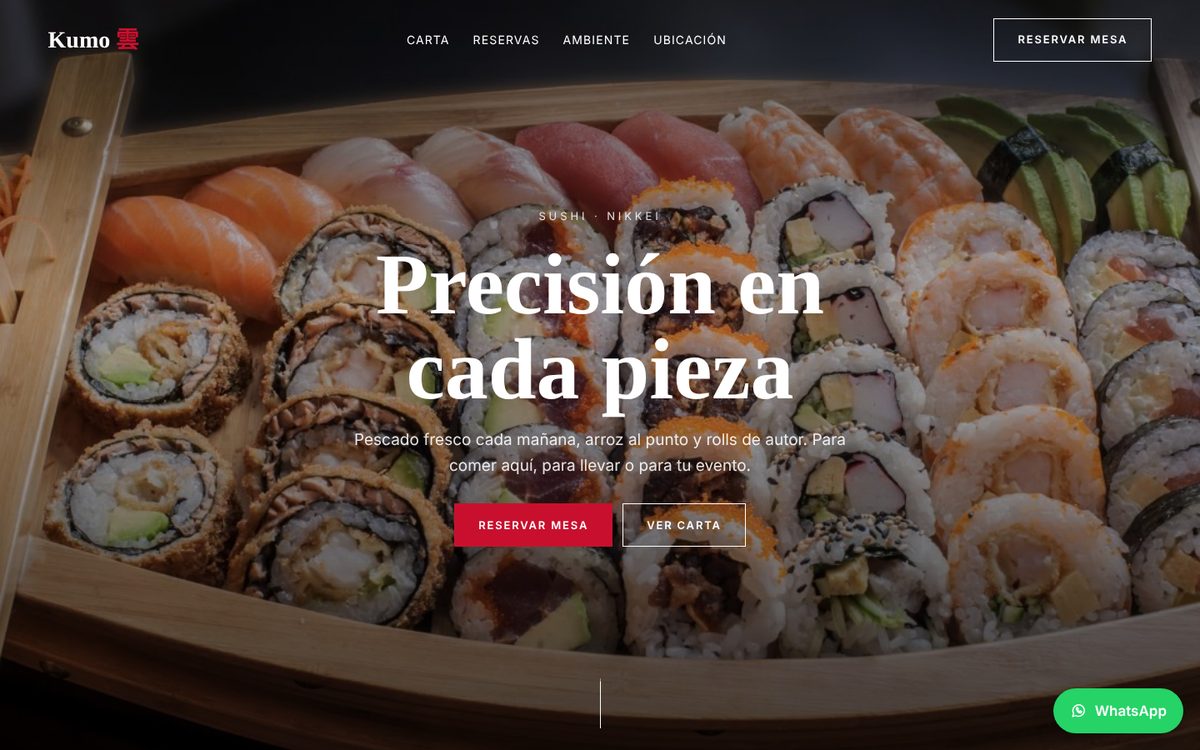 Kumo 雲
CARTA RESERVAS AMBIENTE UBICACIÓN
RESERVAR MESA
SUSHI · NIKKEI
Precisión en
cada pieza
Pescado fresco cada mañana, arroz al punto y rolls de autor. Para
comer aquí, para llevar o para tu evento.
RESERVAR MESA
VER CARTA
WhatsApp